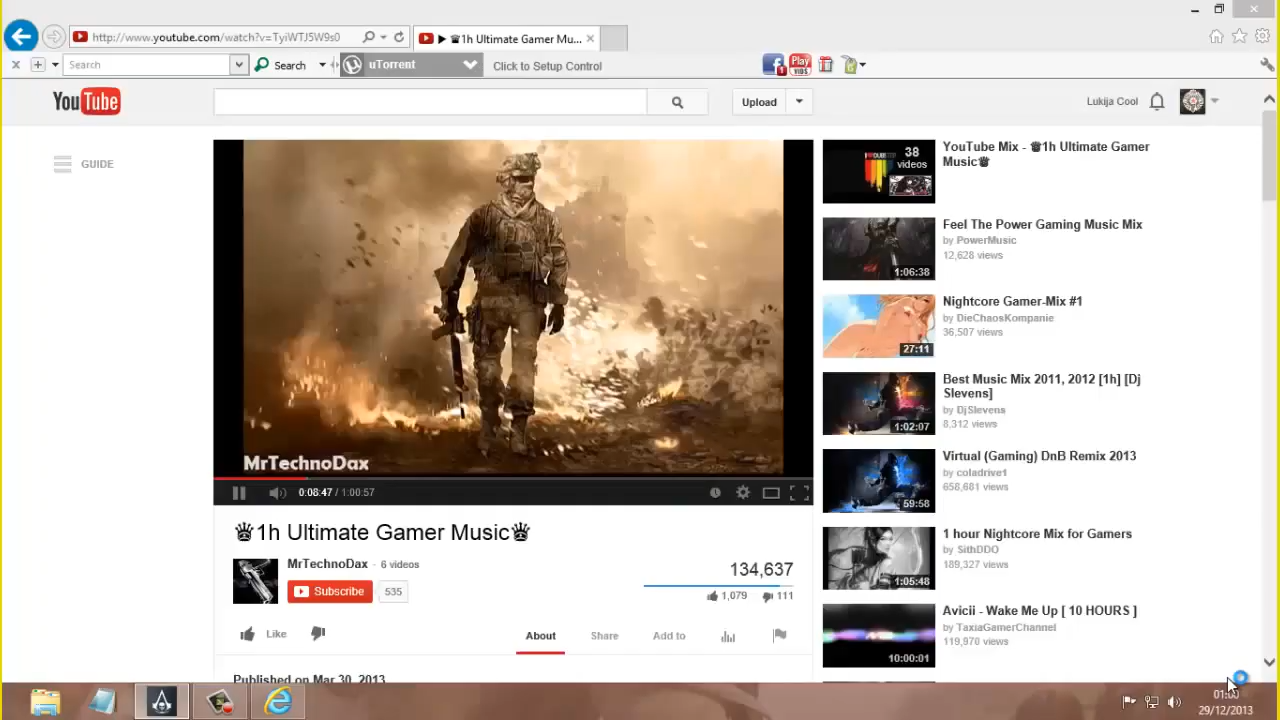 http://www.youtube.com/watch?v=TyiWTJ5W9s0
▶ ♛1h Ultimate Gamer Mu...
Search
Search
uTorrent
Click to Setup Control
1
Play
VIDS
YouTube
Upload
Lukija Cool
GUIDE
MrTechnoDax
0:08:47 / 1:00:57
♛1h Ultimate Gamer Music♛
MrTechnoDax - 6 videos
Subscribe
535
134,637
1,079
111
Like
About
Share
Add to
Published on Mar 30, 2013
38
videos
YouTube Mix - ♛1h Ultimate Gamer
Music♛
Feel The Power Gaming Music Mix
by PowerMusic
12,628 views
1:06:38
Nightcore Gamer-Mix #1
by DieChaosKompanie
36,507 views
27:11
Best Music Mix 2011, 2012 [1h] [Dj
Slevens]
by DjSlevens
8,312 views
1:02:07
Virtual (Gaming) DnB Remix 2013
by coladrive1
658,681 views
59:58
1 hour Nightcore Mix for Gamers
by SithDDO
189,327 views
1:05:48
Avicii - Wake Me Up [ 10 HOURS ]
by TaxiaGamerChannel
119,970 views
10:00:01
29/12/2013